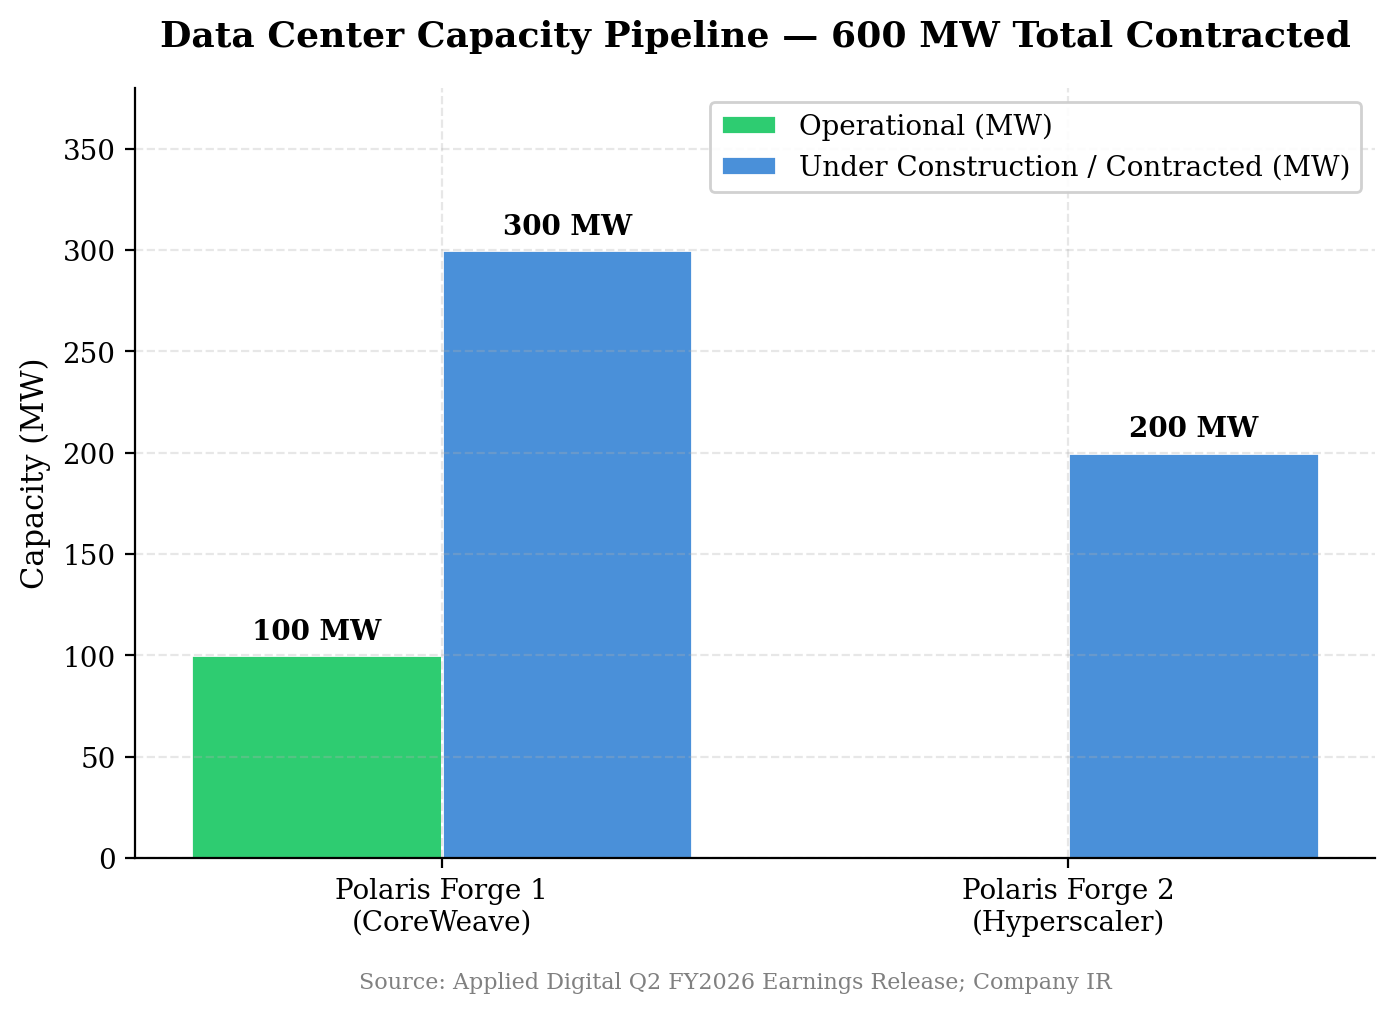 Data Center Capacity Pipeline — 600 MW Total Contracted
Operational (MW)
Under Construction / Contracted (MW)
Capacity (MW)
350
300
250
200
150
100
50
0
100 MW
300 MW
200 MW
Polaris Forge 1
(CoreWeave)
Polaris Forge 2
(Hyperscaler)
Source: Applied Digital Q2 FY2026 Earnings Release; Company IR